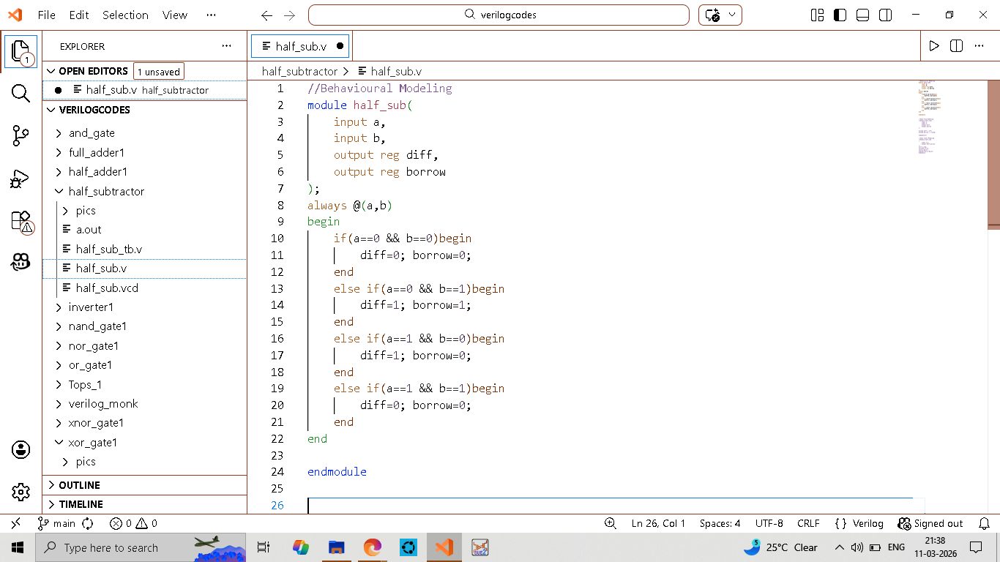 File Edit Selection View ··· verilogcodes
EXPLORER ···
OPEN EDITORS 1 unsaved
half_sub.v half_subtractor
VERILOGCODES
and_gate
full_adder1
half_adder1
half_subtractor
pics
a.out
half_sub_tb.v
half_sub.v
half_sub.vcd
inverter1
nand_gate1
nor_gate1
or_gate1
Tops_1
verilog_monk
xnor_gate1
xor_gate1
pics
OUTLINE
TIMELINE
1
half_sub.v
half_subtractor > half_sub.v
1 //Behavioural Modeling
2 module half_sub(
3 input a,
4 input b,
5 output reg diff,
6 output reg borrow
7 );
8 always @(a,b)
9 begin
10 if(a==0 && b==0)begin
11 diff=0; borrow=0;
12 end
13 else if(a==0 && b==1)begin
14 diff=1; borrow=1;
15 end
16 else if(a==1 && b==0)begin
17 diff=1; borrow=0;
18 end
19 else if(a==1 && b==1)begin
20 diff=0; borrow=0;
21 end
22 end
23
24 endmodule
25
26
main 0 0 Ln 26, Col 1 Spaces: 4 UTF-8 CRLF {} Verilog Signed out
Type here to search 5 25°C Clear ENG 21:38
11-03-2026